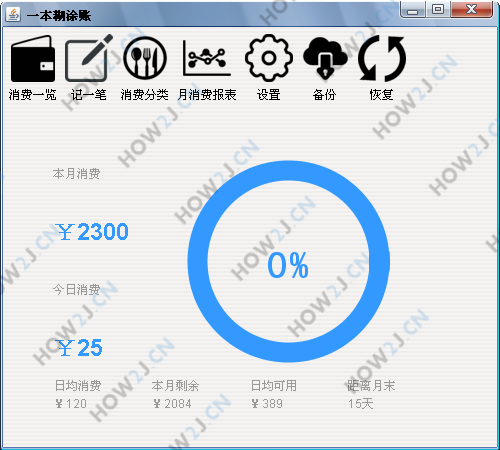 一本糊涂账
消费一览 记一笔 消费分类 月消费报表 设置 备份 恢复
本月消费
￥2300
0%
今日消费
￥25
日均消费 本月剩余 日均可用 距离月末
￥120 ￥2084 ￥389 15天
HOW2J.CN
HOW2J.CN
HOW2J.CN
HOW2J.CN
HOW2J.CN
HOW2J.CN
HOW2J.CN
HOW2J.CN
HOW2J.CN
HOW2J.CN